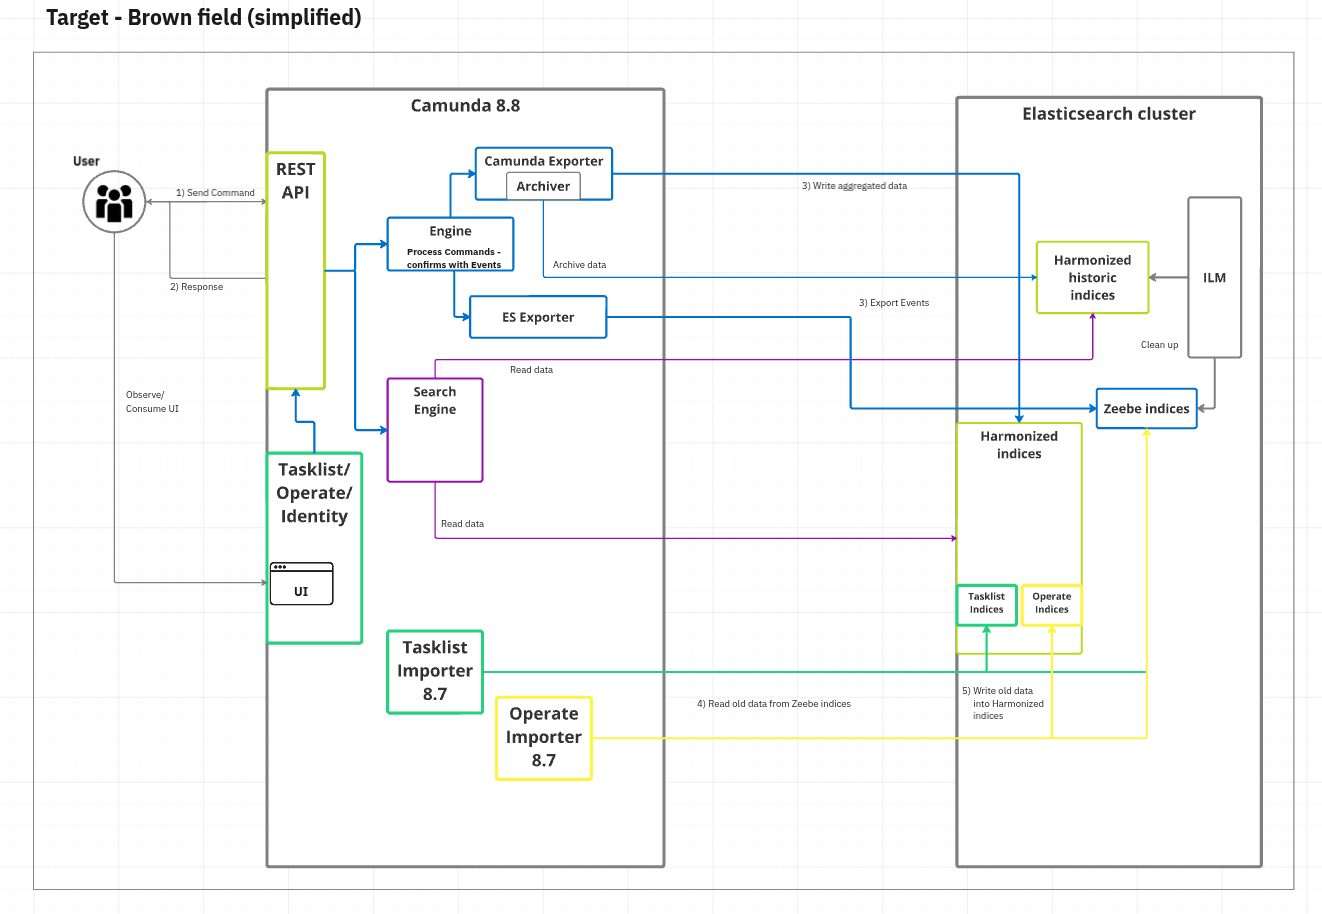 Target - Brown field (simplified)
Camunda 8.8
Elasticsearch cluster
User
1) Send Command
2) Response
REST
API
Camunda Exporter
Archiver
3) Write aggregated data
Engine
Process Commands -
confirms with Events
Archive data
ES Exporter
3) Export Events
Harmonized
historic
indices
ILM
Clean up
Read data
Search
Engine
Observe/
Consume UI
Zeebe indices
Harmonized
indices
Tasklist/
Operate/
Identity
UI
Read data
Tasklist
Indices
Operate
Indices
Tasklist
Importer
8.7
Operate
Importer
8.7
4) Read old data from Zeebe indices
5) Write old data
into Harmonized
indices